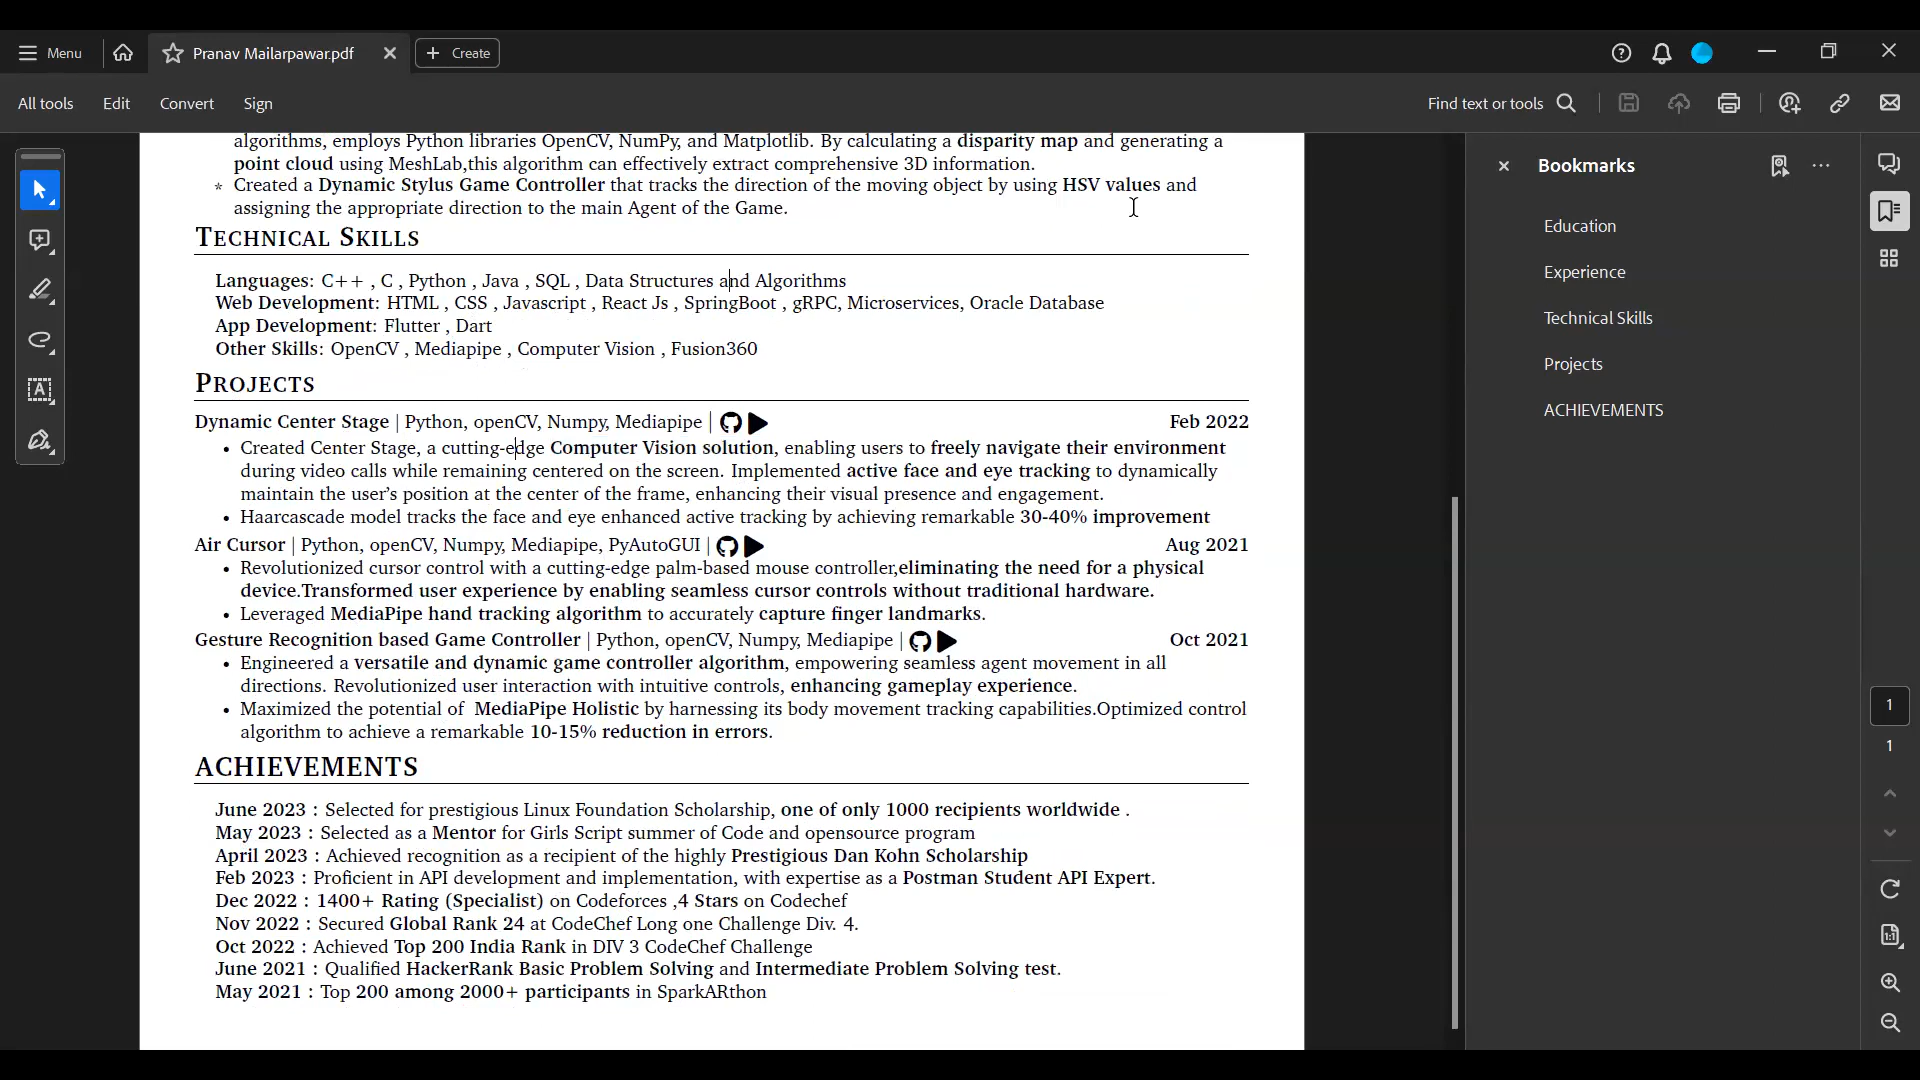 Menu
Pranav Mailarpawar.pdf
Create
All tools
Edit
Convert
Sign
Find text or tools
algorithms, employs Python libraries OpenCV, NumPy, and Matplotlib. By calculating a disparity map and generating a
point cloud using MeshLab,this algorithm can effectively extract comprehensive 3D information.
* Created a Dynamic Stylus Game Controller that tracks the direction of the moving object by using HSV values and
assigning the appropriate direction to the main Agent of the Game.
Technical Skills
Languages: C++ , C , Python , Java , SQL , Data Structures and Algorithms
Web Development: HTML , CSS , Javascript , React Js , SpringBoot , gRPC, Microservices, Oracle Database
App Development: Flutter , Dart
Other Skills: OpenCV , Mediapipe , Computer Vision , Fusion360
Projects
Dynamic Center Stage | Python, openCV, Numpy, Mediapipe | Feb 2022
• Created Center Stage, a cutting-edge Computer Vision solution, enabling users to freely navigate their environment
during video calls while remaining centered on the screen. Implemented active face and eye tracking to dynamically
maintain the user’s position at the center of the frame, enhancing their visual presence and engagement.
• Haarcascade model tracks the face and eye enhanced active tracking by achieving remarkable 30-40% improvement
Air Cursor | Python, openCV, Numpy, Mediapipe, PyAutoGUI | Aug 2021
• Revolutionized cursor control with a cutting-edge palm-based mouse controller,eliminating the need for a physical
device.Transformed user experience by enabling seamless cursor controls without traditional hardware.
• Leveraged MediaPipe hand tracking algorithm to accurately capture finger landmarks.
Gesture Recognition based Game Controller | Python, openCV, Numpy, Mediapipe | Oct 2021
• Engineered a versatile and dynamic game controller algorithm, empowering seamless agent movement in all
directions. Revolutionized user interaction with intuitive controls, enhancing gameplay experience.
• Maximized the potential of MediaPipe Holistic by harnessing its body movement tracking capabilities.Optimized control
algorithm to achieve a remarkable 10-15% reduction in errors.
ACHIEVEMENTS
June 2023 : Selected for prestigious Linux Foundation Scholarship, one of only 1000 recipients worldwide .
May 2023 : Selected as a Mentor for Girls Script summer of Code and opensource program
April 2023 : Achieved recognition as a recipient of the highly Prestigious Dan Kohn Scholarship
Feb 2023 : Proficient in API development and implementation, with expertise as a Postman Student API Expert.
Dec 2022 : 1400+ Rating (Specialist) on Codeforces ,4 Stars on Codechef
Nov 2022 : Secured Global Rank 24 at CodeChef Long one Challenge Div. 4.
Oct 2022 : Achieved Top 200 India Rank in DIV 3 CodeChef Challenge
June 2021 : Qualified HackerRank Basic Problem Solving and Intermediate Problem Solving test.
May 2021 : Top 200 among 2000+ participants in SparkARthon
Bookmarks
Education
Experience
Technical Skills
Projects
ACHIEVEMENTS
1
1